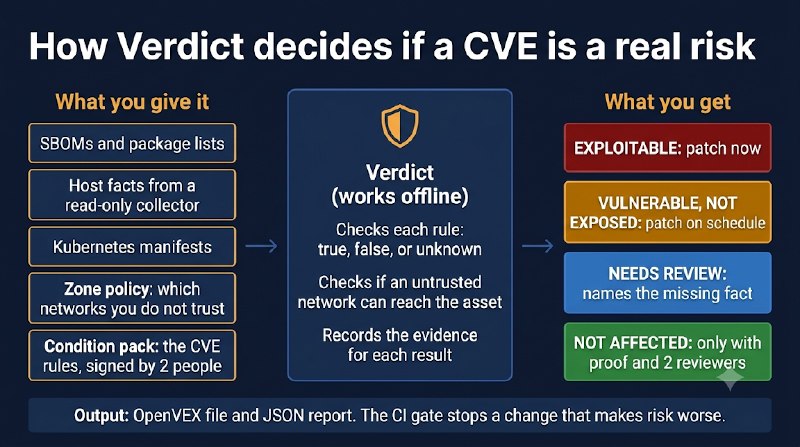 How Verdict decides if a CVE is a real risk
What you give it
SBOMs and package lists
Host facts from a
read-only collector
Kubernetes manifests
Zone policy: which
networks you do not trust
Condition pack: the CVE
rules, signed by 2 people
Verdict
(works offline)
Checks each rule:
true, false, or unknown
Checks if an untrusted
network can reach the asset
Records the evidence
for each result
What you get
EXPLOITABLE: patch now
VULNERABLE, NOT
EXPOSED: patch on schedule
NEEDS REVIEW:
names the missing fact
NOT AFFECTED: only with
proof and 2 reviewers
Output: OpenVEX file and JSON report. The CI gate stops a change that makes risk worse.